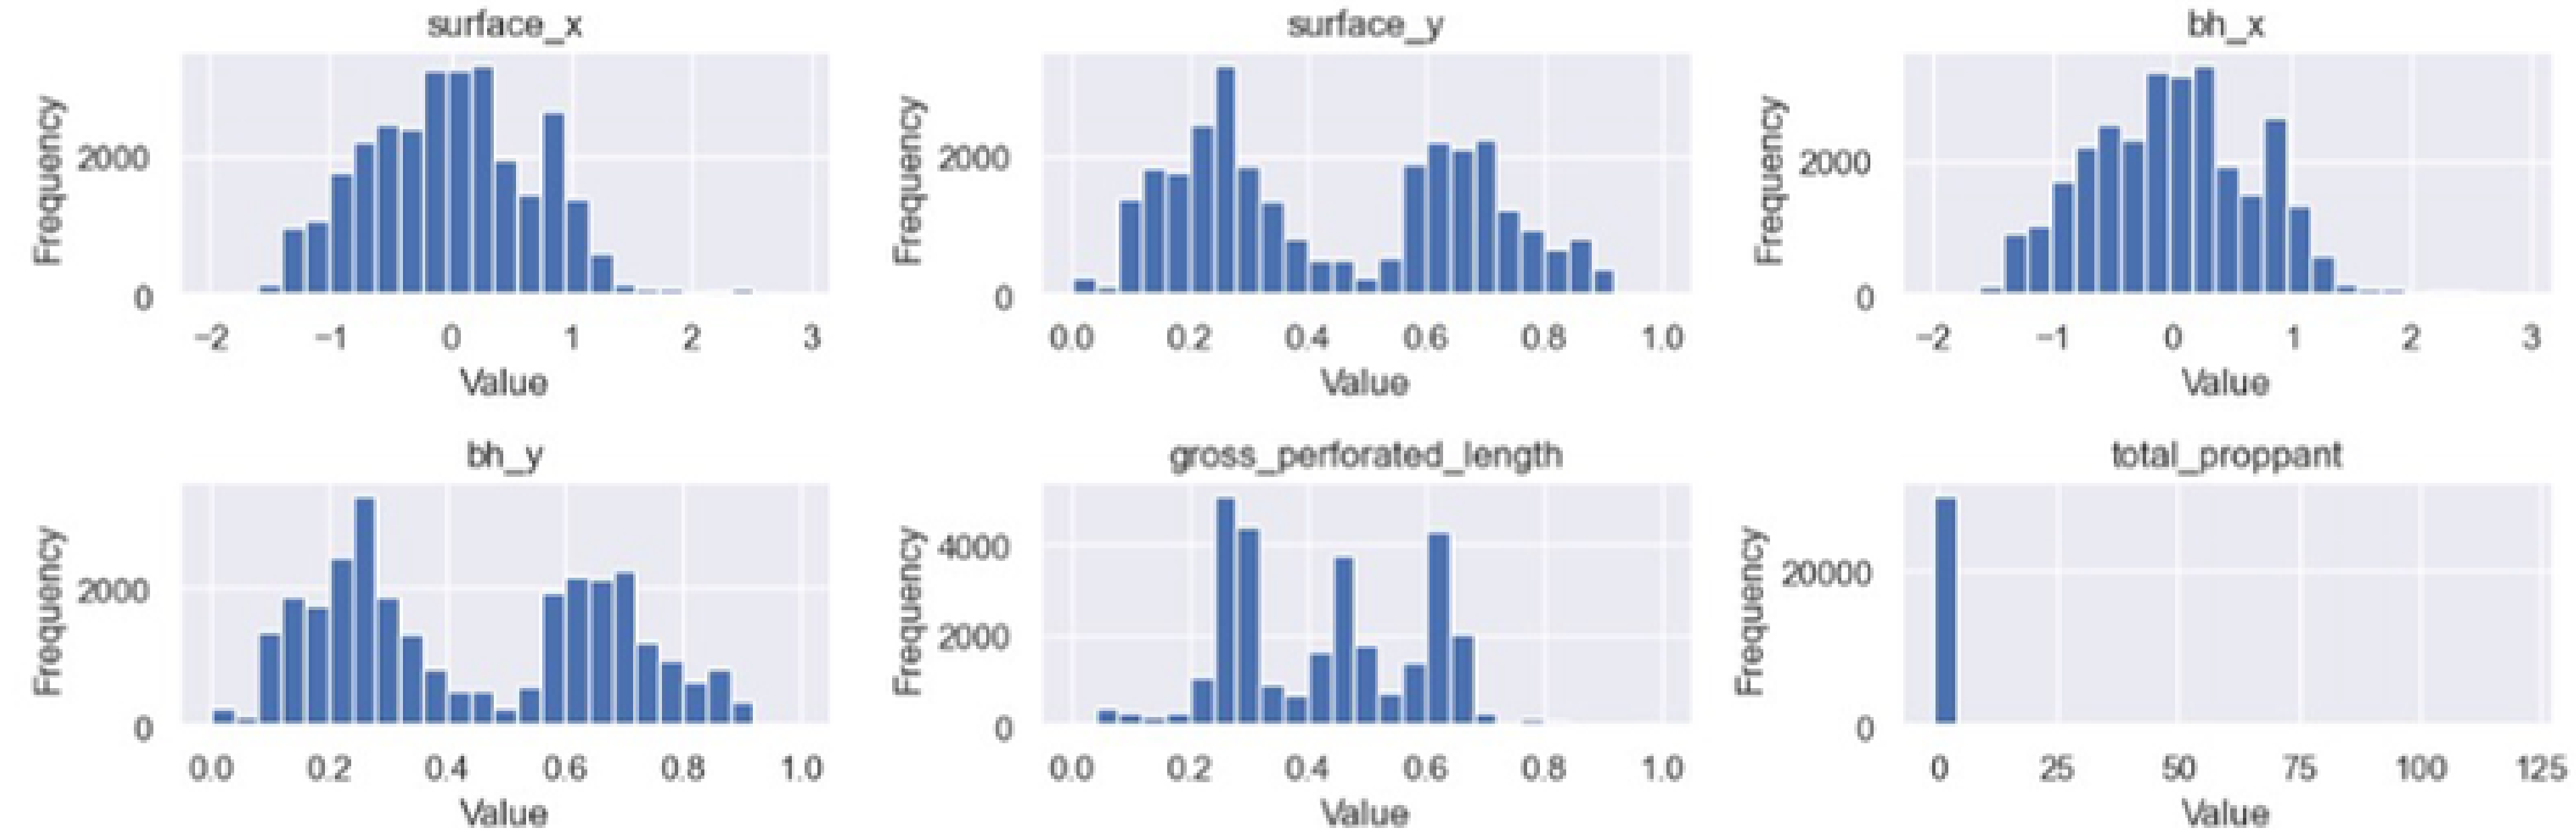 surface_x
surface_y
bh_x
Frequency
2000
0
−2 −1 0 1 2 3
Value
Frequency
2000
0
0.0 0.2 0.4 0.6 0.8 1.0
Value
Frequency
2000
0
−2 −1 0 1 2 3
Value
bh_y
gross_perforated_length
total_proppant
Frequency
2000
0
0.0 0.2 0.4 0.6 0.8 1.0
Value
Frequency
4000
2000
0
0.0 0.2 0.4 0.6 0.8 1.0
Value
Frequency
20000
0
0 25 50 75 100 125
Value